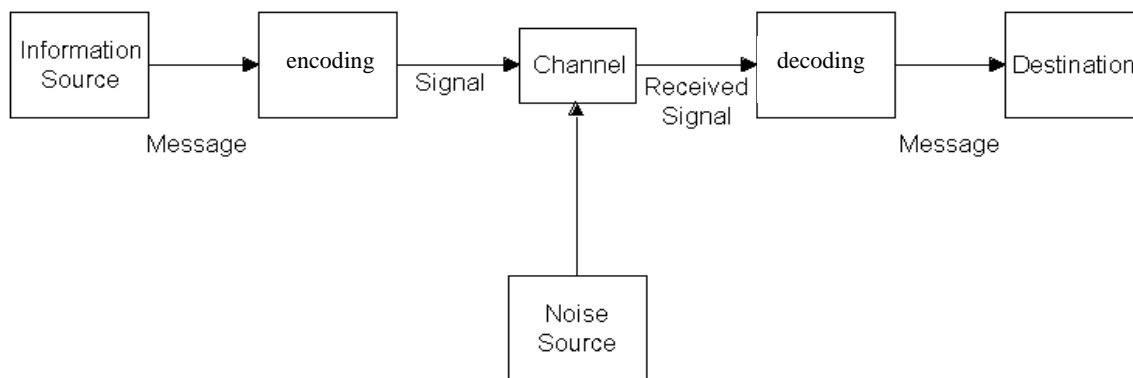 Information
Source
Message
encoding
Signal
Channel
Received
Signal
decoding
Message
Destination
Noise
Source